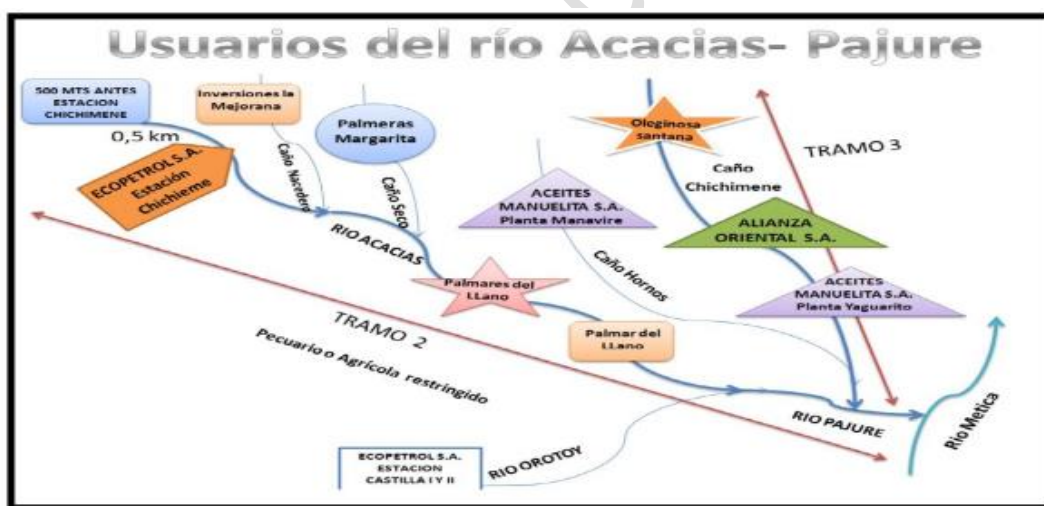 Usuarios del río Acacias- Pajure
500 MTS ANTES
ESTACION
CHICHIMENE
0,5 km
ECOPETROL S.A.
Estación
Chichieme
Inversiones la
Mejorana
Caño Nacedero
Palmeras
Margarita
Caño Seco
RIO ACACIAS
ACEITES
MANUELITA S.A.
Planta Manavire
Caño Hornos
Oleginosa
santana
Caño
Chichimene
TRAMO 3
ALIANZA
ORIENTAL S.A.
ACEITES
MANUELITA S.A.
Planta Yaguarito
Palmares del
LLano
Palmar del
LLano
TRAMO 2
Pecuario o Agrícola restringido
RIO PAJURE
Rio Metica
ECOPETROL S.A.
ESTACION
CASTILLA I Y II
RIO OROTOY